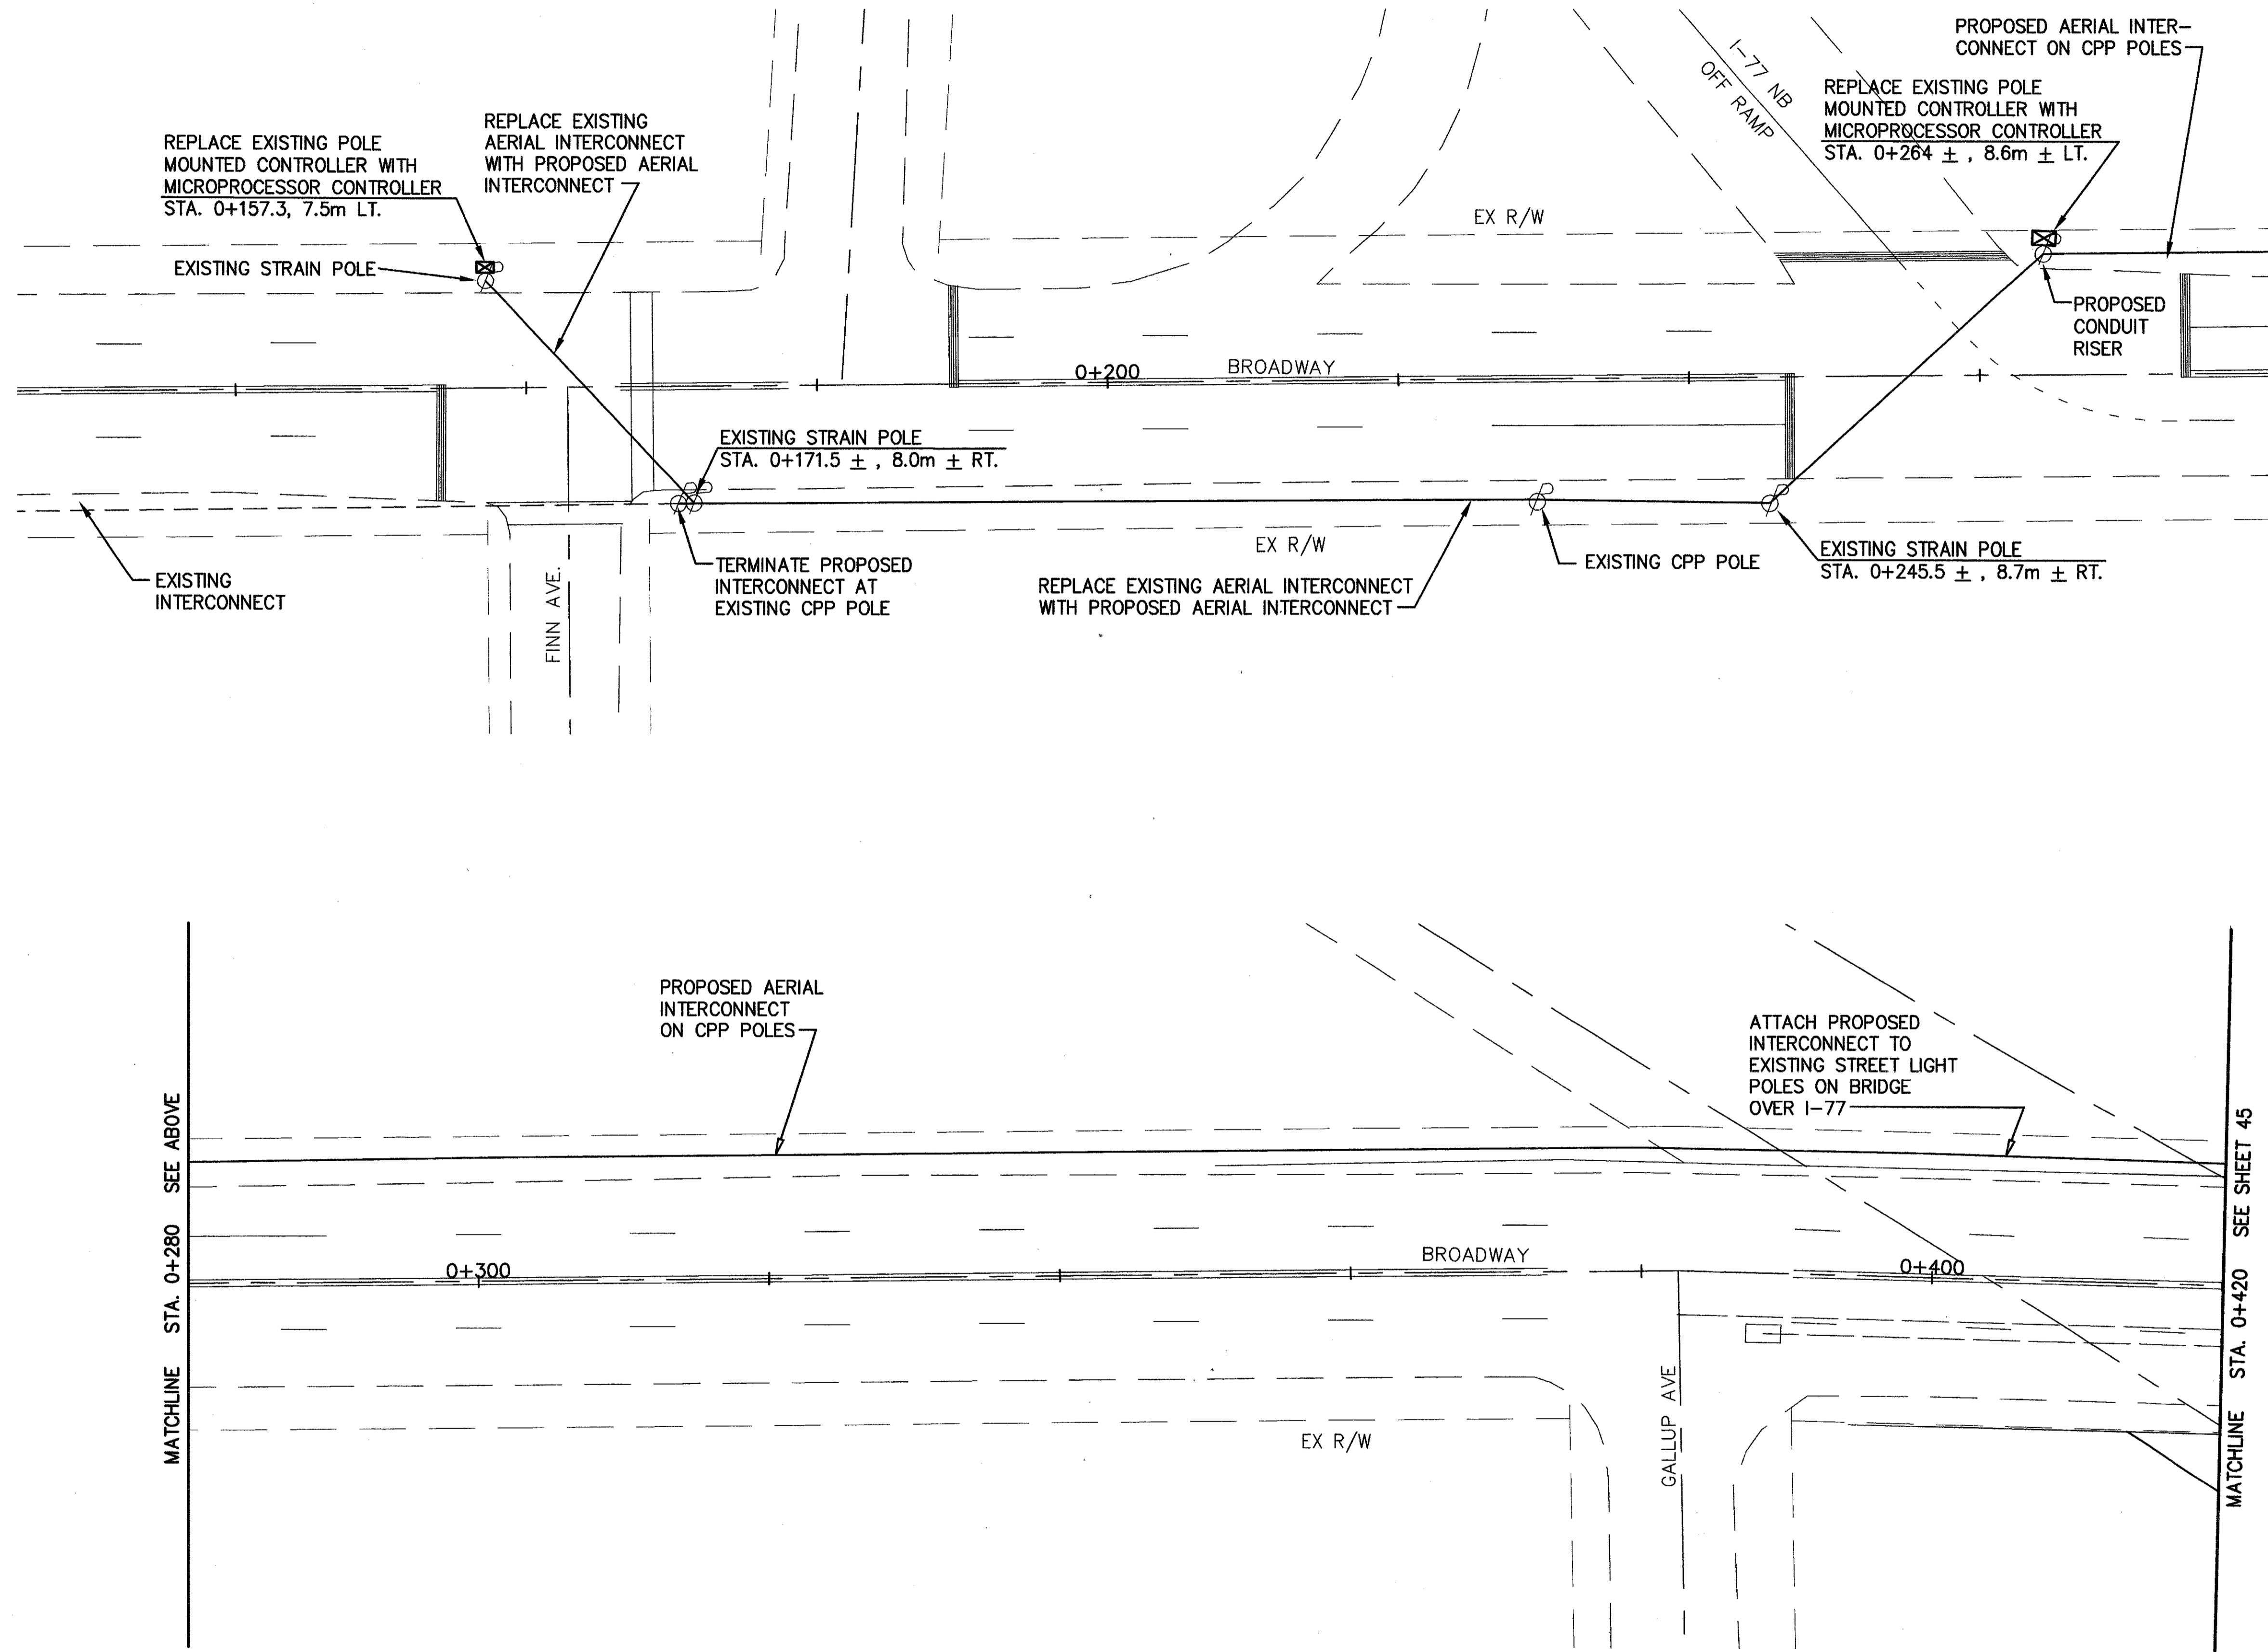 PROPOSED AERIAL INTER-
CONNECT ON CPP POLES
I-77 NB
OFF RAMP
REPLACE EXISTING POLE
MOUNTED CONTROLLER WITH
MICROPROCESSOR CONTROLLER
STA. 0+264 ± , 8.6m ± LT.
REPLACE EXISTING
AERIAL INTERCONNECT
WITH PROPOSED AERIAL
INTERCONNECT
REPLACE EXISTING POLE
MOUNTED CONTROLLER WITH
MICROPROCESSOR CONTROLLER
STA. 0+157.3, 7.5m LT.
EX R/W
EXISTING STRAIN POLE
PROPOSED
CONDUIT
RISER
0+200
BROADWAY
EXISTING STRAIN POLE
STA. 0+171.5 ± , 8.0m ± RT.
EX R/W
EXISTING STRAIN POLE
STA. 0+245.5 ± , 8.7m ± RT.
EXISTING CPP POLE
TERMINATE PROPOSED
INTERCONNECT AT
EXISTING CPP POLE
EXISTING
INTERCONNECT
REPLACE EXISTING AERIAL INTERCONNECT
WITH PROPOSED AERIAL INTERCONNECT
FINN AVE.
PROPOSED AERIAL
INTERCONNECT
ON CPP POLES
ATTACH PROPOSED
INTERCONNECT TO
EXISTING STREET LIGHT
POLES ON BRIDGE
OVER I-77
MATCHLINE STA. 0+280 SEE ABOVE
MATCHLINE STA. 0+420 SEE SHEET 45
BROADWAY
0+300
0+400
EX R/W
GALLUP AVE